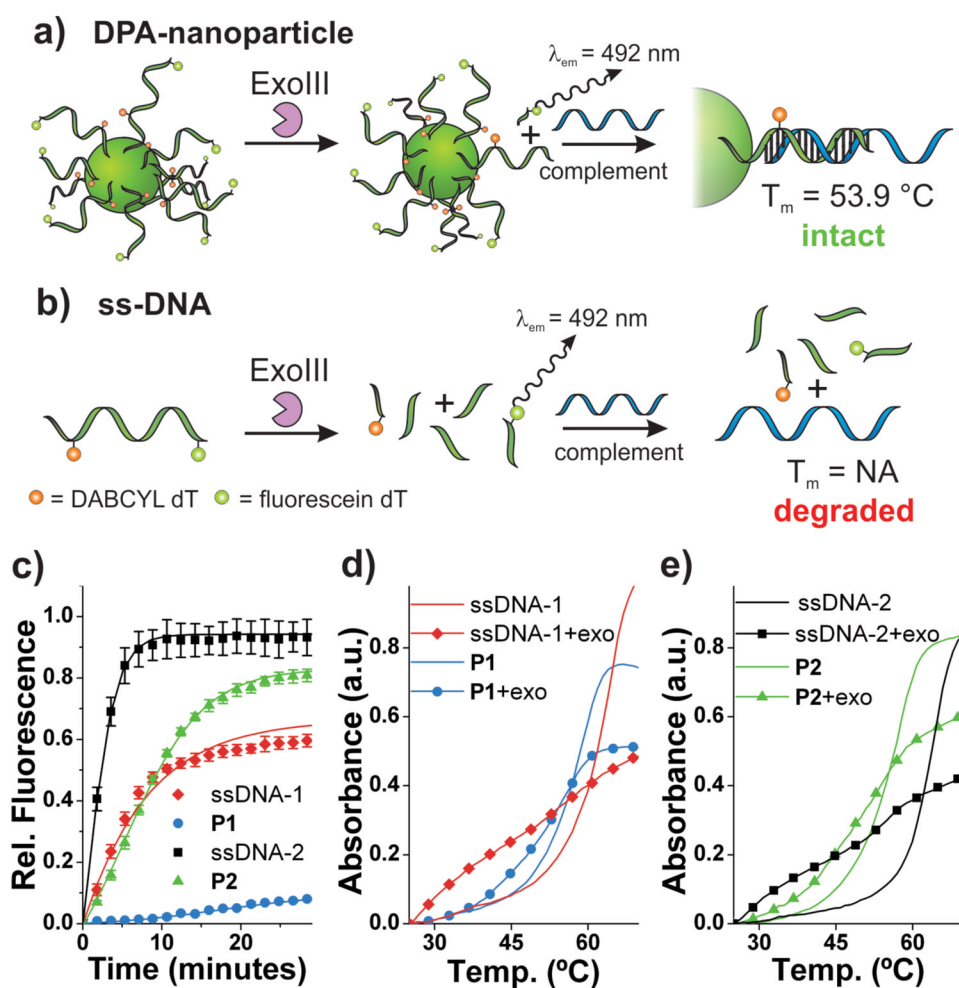 a) DPA-nanoparticle
ExoIII
λem = 492 nm
+
complement
Tm = 53.9 °C
intact
b) ss-DNA
ExoIII
λem = 492 nm
+
complement
+
Tm = NA
degraded
= DABCYL dT = fluorescein dT
c)
Rel. Fluorescence
1.0
0.8
0.6
0.4
0.2
0.0
0 10 20
Time (minutes)
ssDNA-1
P1
ssDNA-2
P2
d)
Absorbance (a.u.)
0.8
0.6
0.4
0.2
0.0
30 45 60
Temp. (ºC)
ssDNA-1
ssDNA-1+exo
P1
P1+exo
e)
Absorbance (a.u.)
0.8
0.6
0.4
0.2
0.0
30 45 60
Temp. (ºC)
ssDNA-2
ssDNA-2+exo
P2
P2+exo